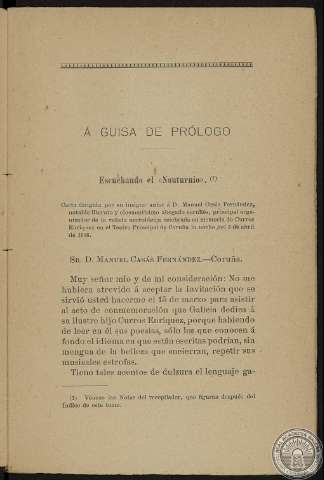 Á GUISA DE PRÓLOGO
Escuchando el «Nouturnio». (1)
Carta dirigida por su insigne autor á D. Manuel Casás Fernández,
notable literato y elocuentísimo abogado coruñés, principal orga-
nizador de la velada necrológica celebrada en memoria de Curros
Enríquez en el Teatro Principal de Coruña la noche del 3 de abril
de
SR. D. MANUEL CASÁS FERNÁNDEZ.—Coruña.
Muy señor mío y de mi consideración: No me
hubiera atrevido á aceptar la invitación que se
sirvió usted hacerme el 15 de marzo para asistir
al acto de conmemoración que Galicia dedica á
su ilustre hijo Curros Enríquez, porque habiendo
de leer en él sus poesías, sólo los que conocen á
fondo el idioma en que están escritas podrían, sin
mengua de la belleza que encierran, repetir sus
musicales estrofas.
Tiene tales acentos de dulzura el lenguaje ga-
(1) Véanse las Notas del recopilador, que figuran después del
Índice de este tomo.